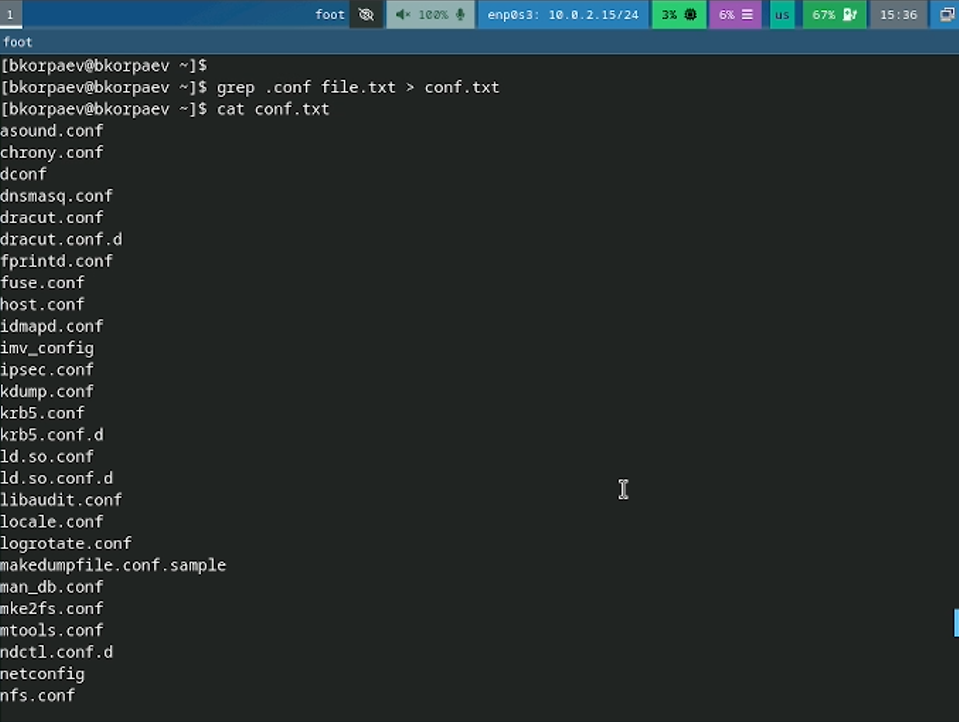 1 foot 100% enp0s3: 10.0.2.15/24 3% 6% us 67% 15:36
foot
[bkorpaev@bkorpaev ~]$
[bkorpaev@bkorpaev ~]$ grep .conf file.txt > conf.txt
[bkorpaev@bkorpaev ~]$ cat conf.txt
asound.conf
chrony.conf
dconf
dnsmasq.conf
dracut.conf
dracut.conf.d
fprintd.conf
fuse.conf
host.conf
idmapd.conf
imv_config
ipsec.conf
kdump.conf
krb5.conf
krb5.conf.d
ld.so.conf
ld.so.conf.d
libaudit.conf
locale.conf
logrotate.conf
makedumpfile.conf.sample
man_db.conf
mke2fs.conf
mtools.conf
ndctl.conf.d
netconfig
nfs.conf